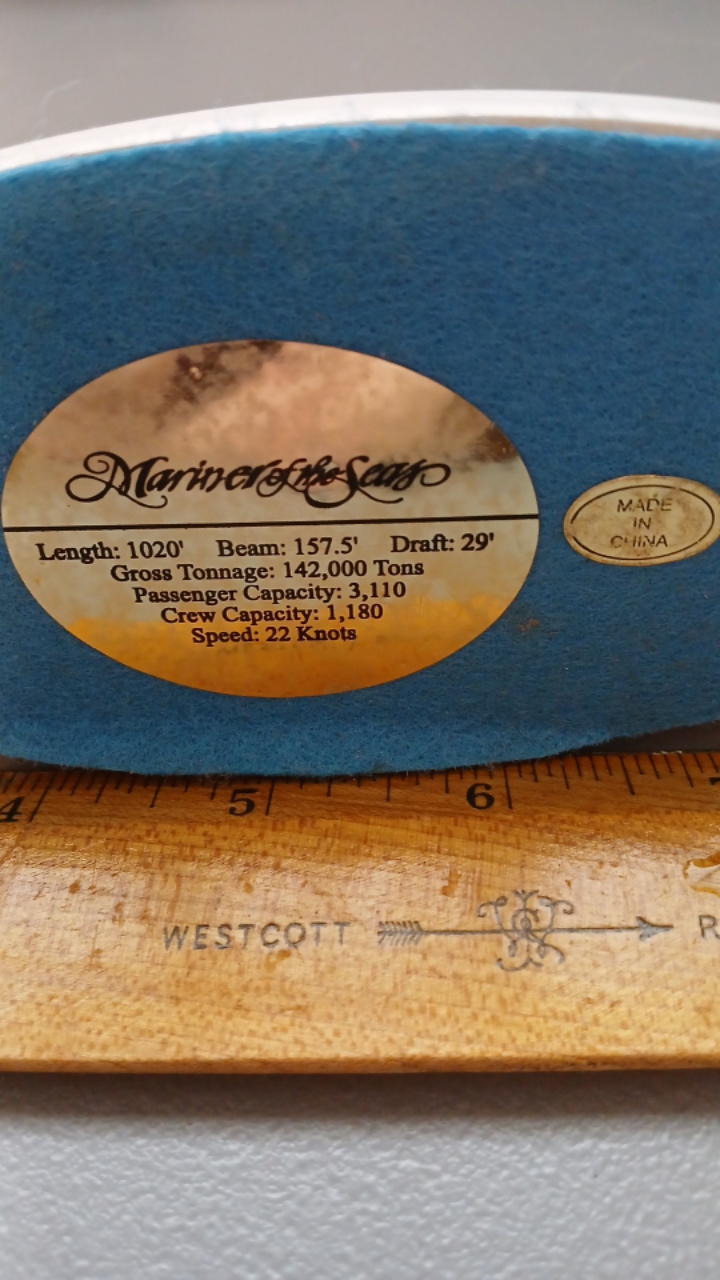 Mariner of the Seas
Length: 1020' Beam: 157.5' Draft: 29'
Gross Tonnage: 142,000 Tons
Passenger Capacity: 3,110
Crew Capacity: 1,180
Speed: 22 Knots
MADE
IN
CHINA
4 5 6
WESTCOTT R